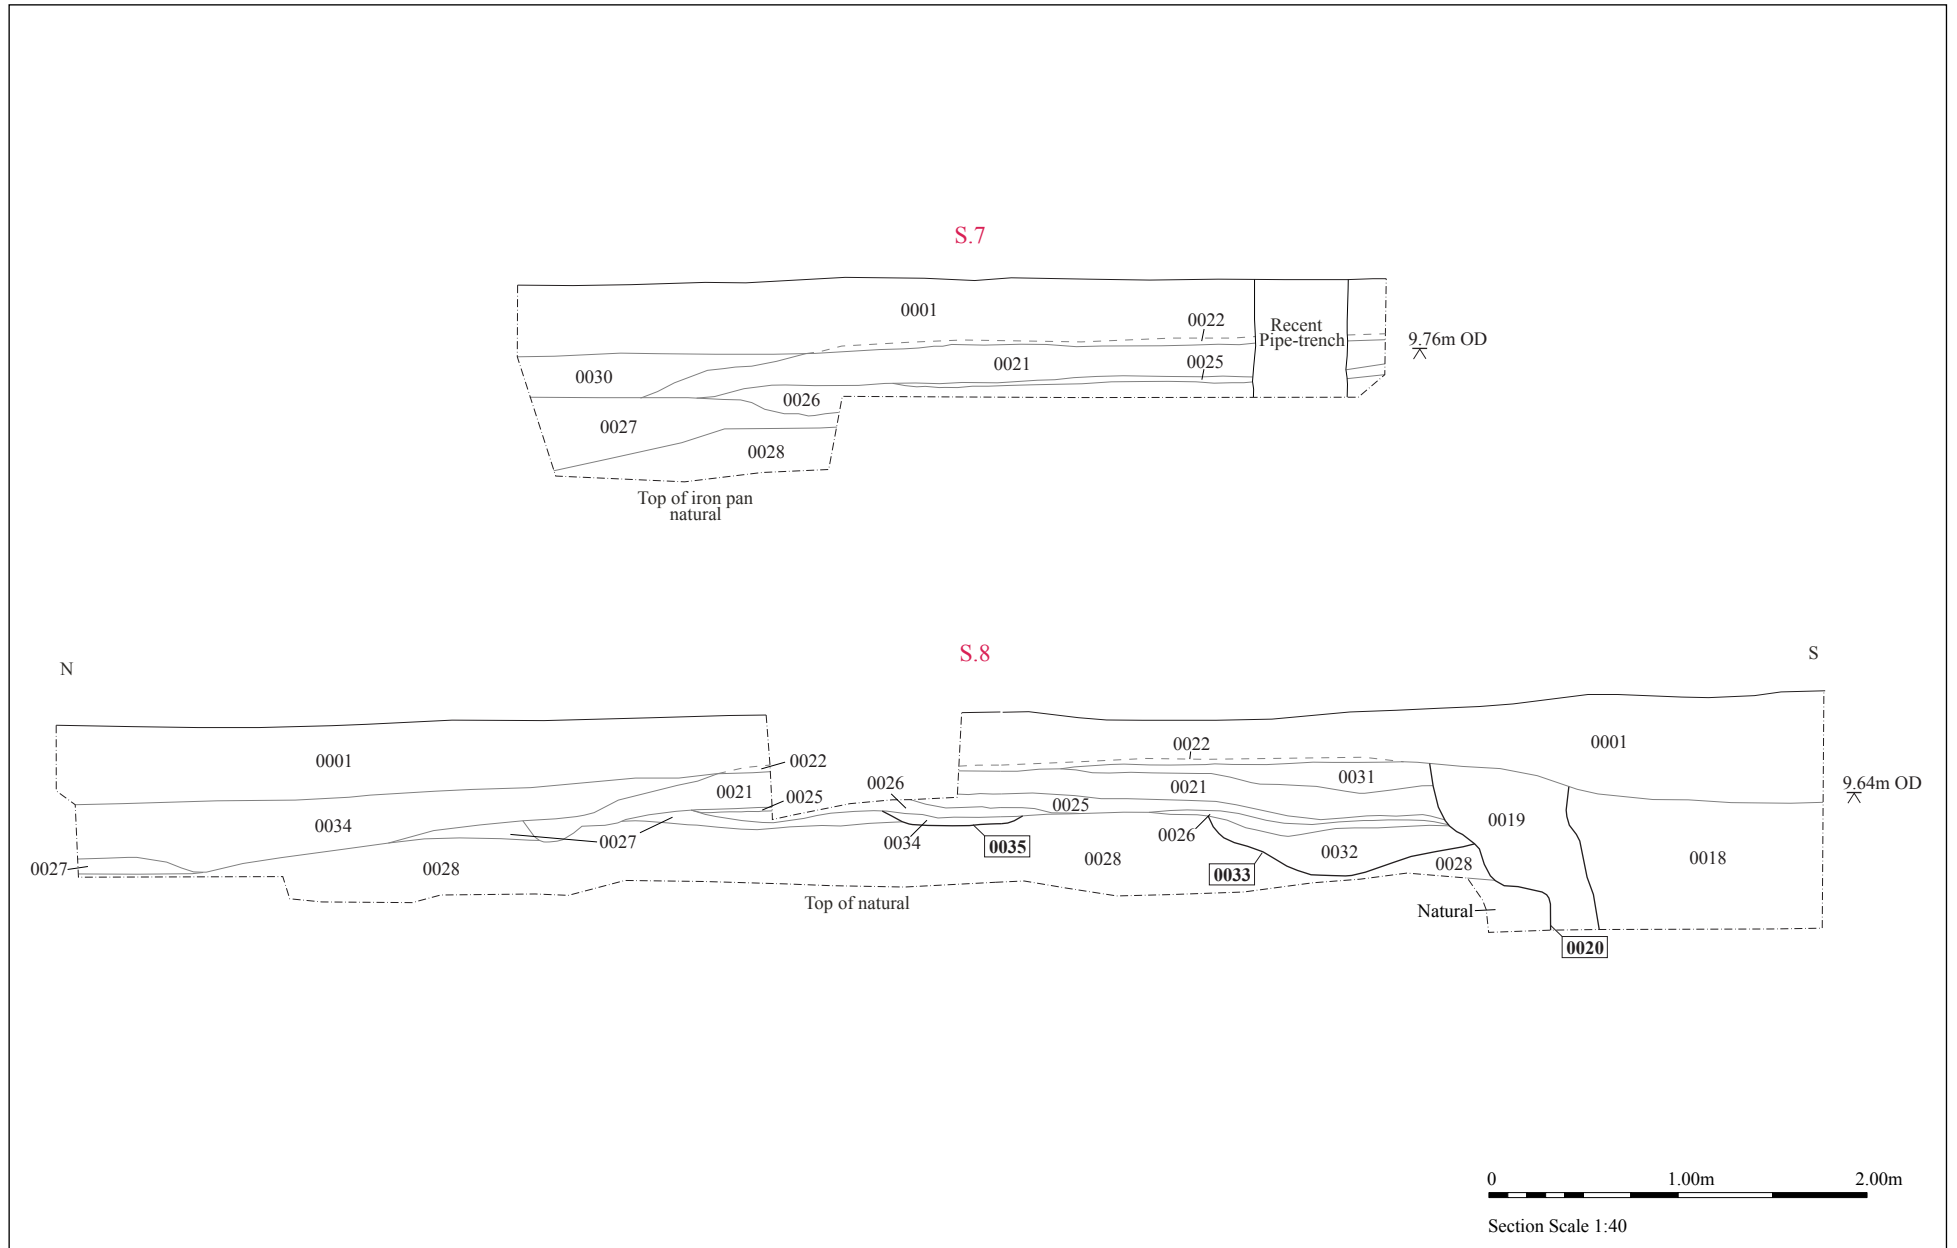 S.7
0001
0022
Recent
Pipe-trench
9.76m OD
0030
0021
0025
0026
0027
0028
Top of iron pan
natural
N
S.8
S
0001
0022
0026
0021
0025
0034
0027
0027
0028
0034
0035
0022
0001
0031
0021
0025
9.64m OD
0019
0026
0032
0028
0028
0018
0033
Top of natural
Natural
0020
0 1.00m 2.00m
Section Scale 1:40